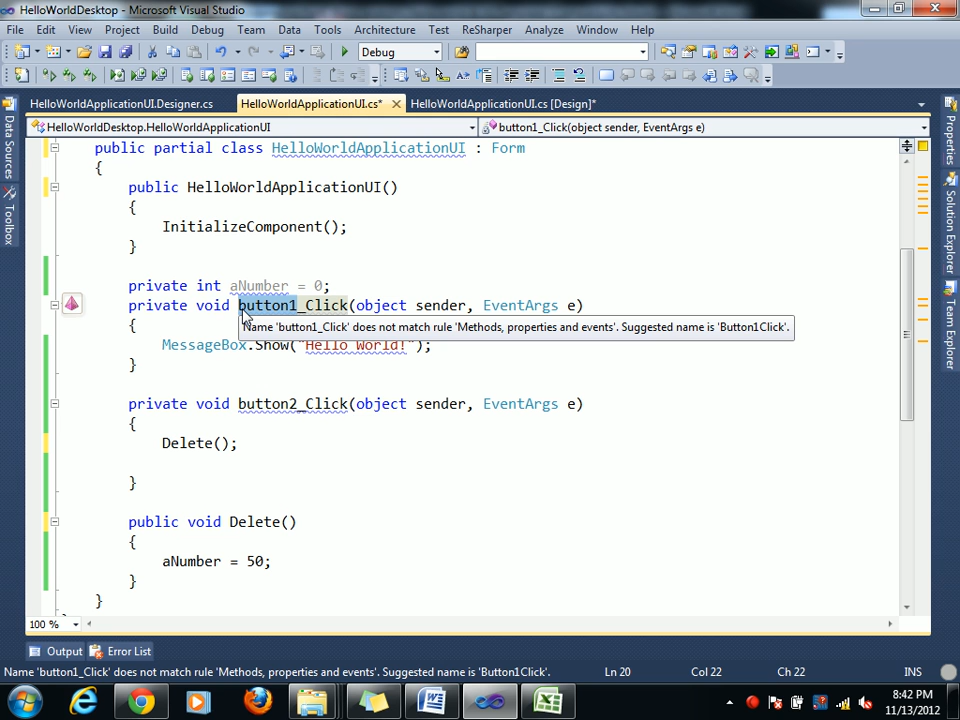 HelloWorldDesktop - Microsoft Visual Studio
File Edit View Project Build Debug Team Data Tools Architecture Test ReSharper Analyze Window Help
Debug
HelloWorldApplicationUI.Designer.cs HelloWorldApplicationUI.cs* HelloWorldApplicationUI.cs [Design]*
HelloWorldDesktop.HelloWorldApplicationUI button1_Click(object sender, EventArgs e)
Data Sources
Toolbox
Properties
Solution Explorer
Team Explorer
public partial class HelloWorldApplicationUI : Form
{
public HelloWorldApplicationUI()
{
InitializeComponent();
}
private int aNumber = 0;
private void button1_Click(object sender, EventArgs e)
Name 'button1_Click' does not match rule 'Methods, properties and events'. Suggested name is 'Button1Click'.
{
MessageBox.Show("Hello World!");
}
private void button2_Click(object sender, EventArgs e)
{
Delete();
}
public void Delete()
{
aNumber = 50;
}
}
100 %
Output Error List
Name 'button1_Click' does not match rule 'Methods, properties and events'. Suggested name is 'Button1Click'. Ln 20 Col 22 Ch 22 INS
8:42 PM
11/13/2012